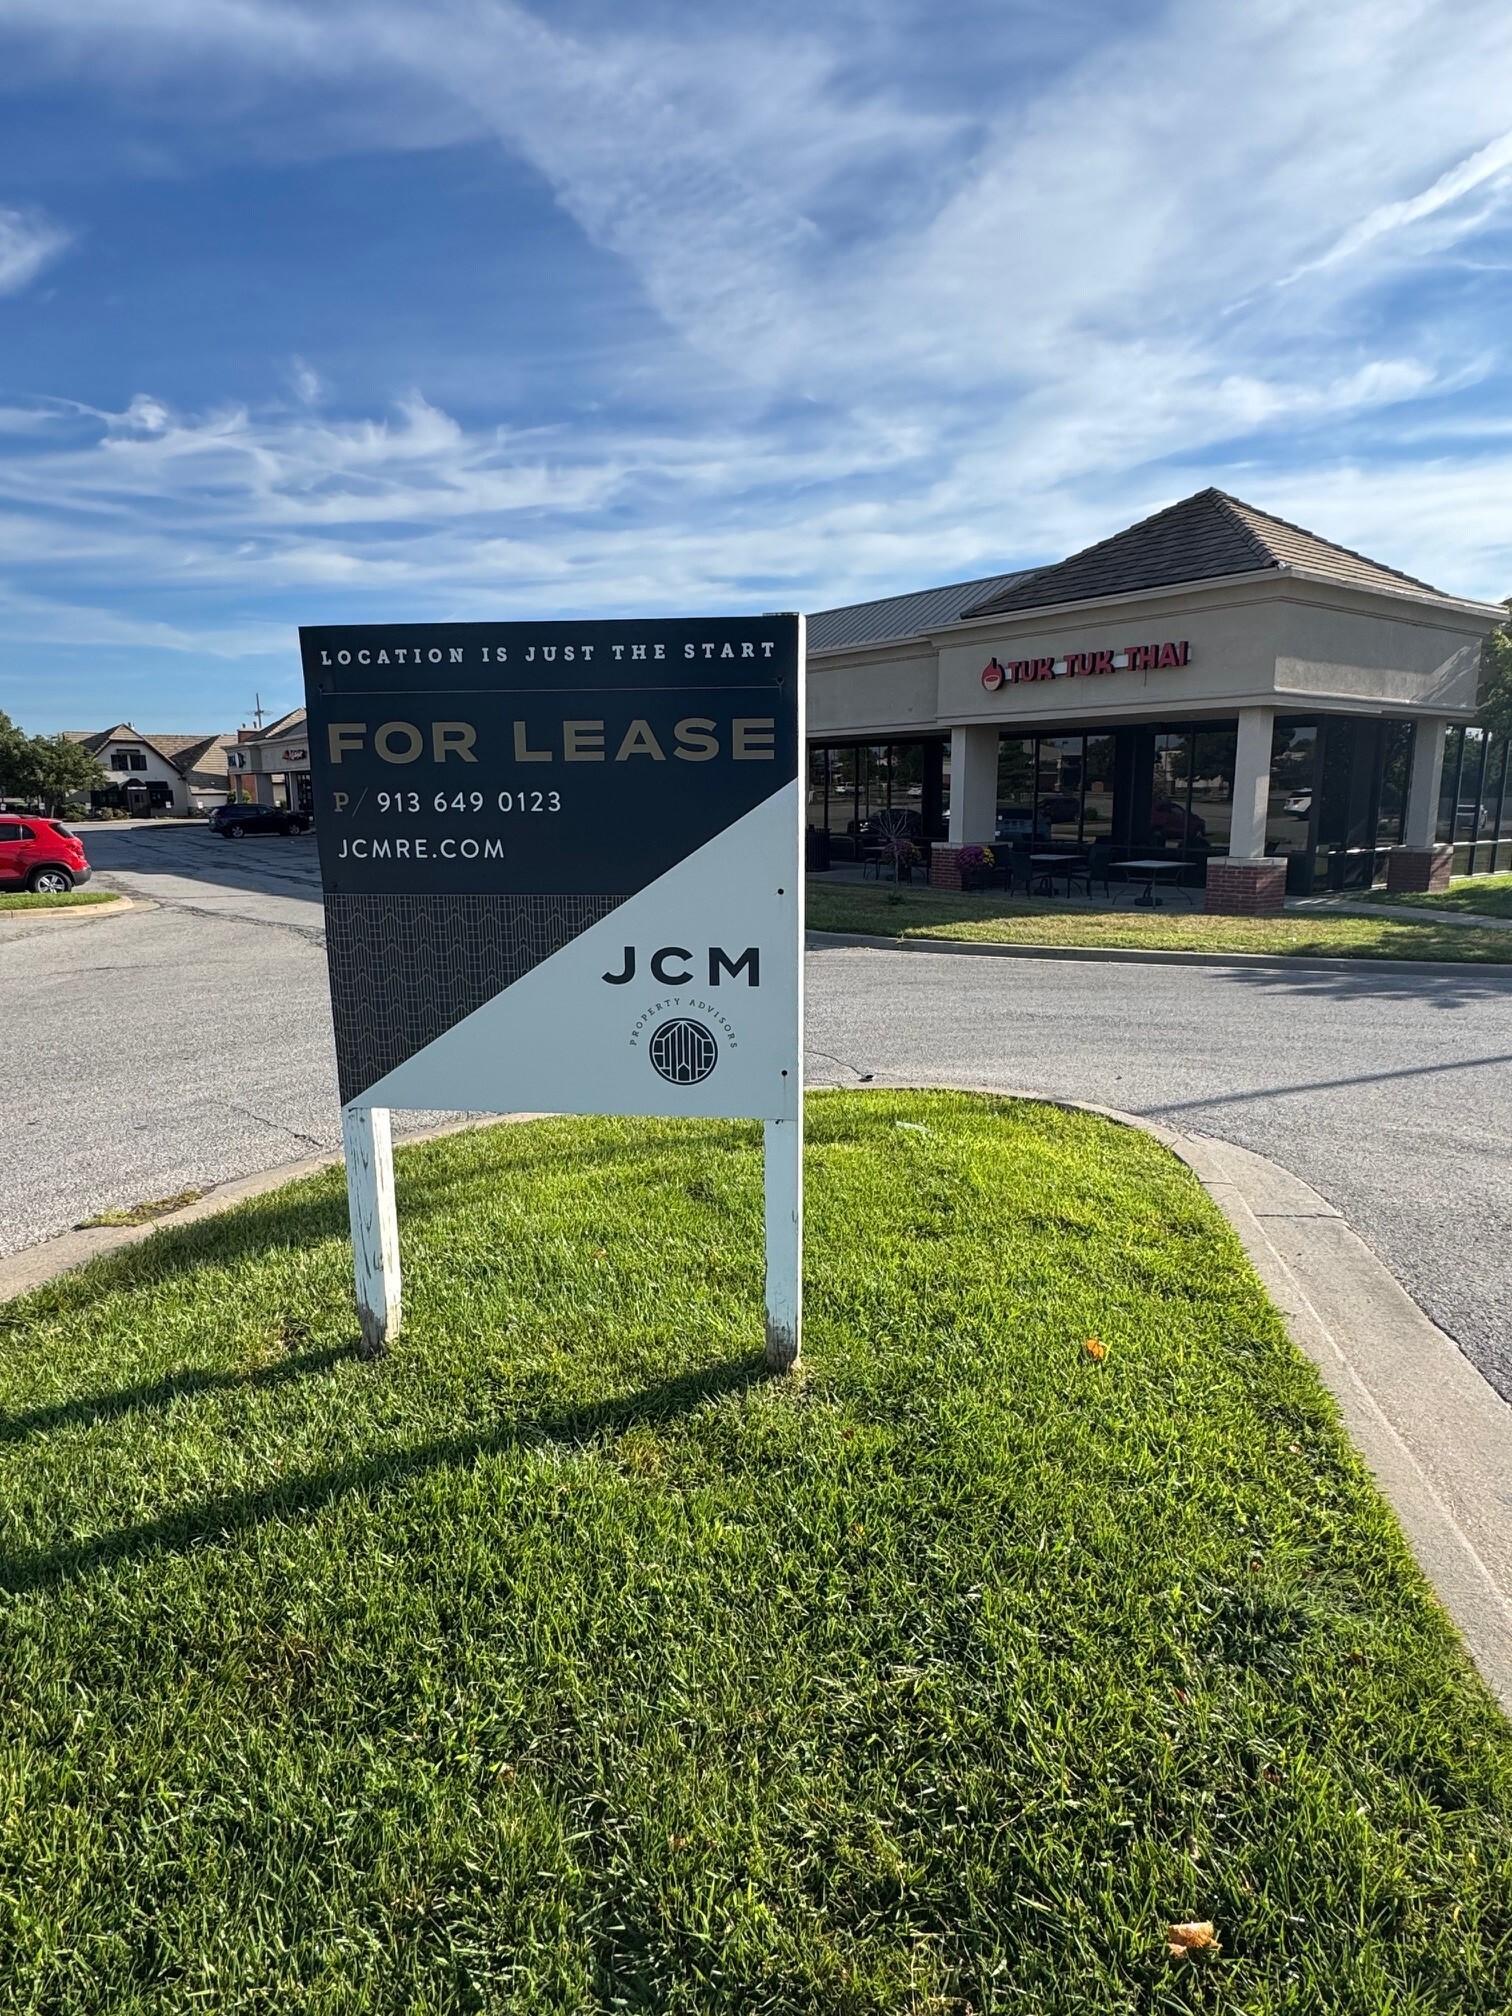 LOCATION IS JUST THE START
FOR LEASE
P/ 913 649 0123
JCMRE.COM
JCM
PROPERTY ADVISORS
TUK TUK THAI